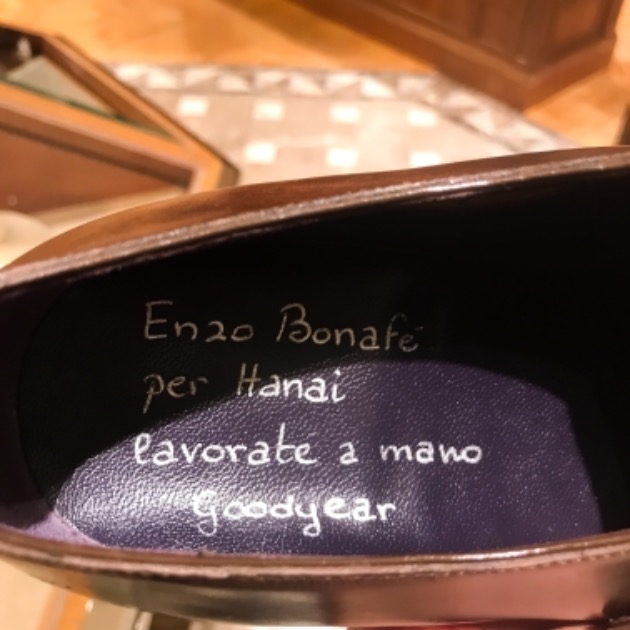 Enzo Bonafé
per Hanai
lavorate a mano
Goodyear